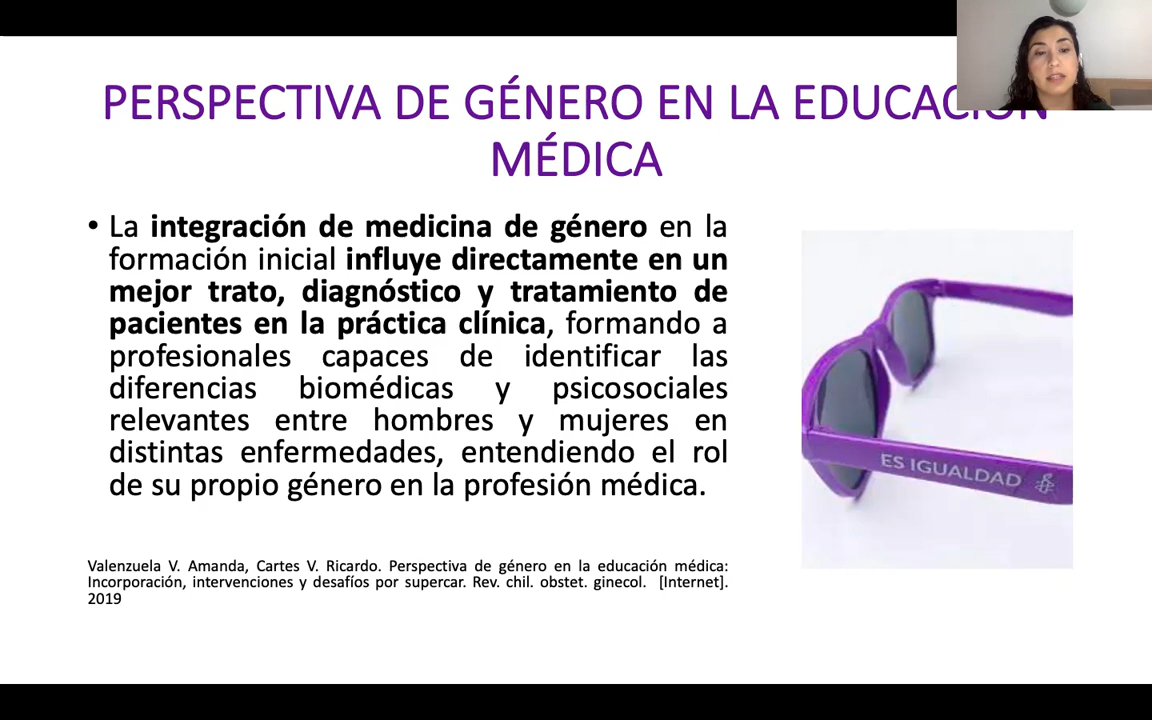 PERSPECTIVA DE GÉNERO EN LA EDUCACIÓN
MÉDICA
• La integración de medicina de género en la
formación inicial influye directamente en un
mejor trato, diagnóstico y tratamiento de
pacientes en la práctica clínica, formando a
profesionales capaces de identificar las
diferencias biomédicas y psicosociales
relevantes entre hombres y mujeres en
distintas enfermedades, entendiendo el rol
de su propio género en la profesión médica.
ES IGUALDAD
Valenzuela V. Amanda, Cartes V. Ricardo. Perspectiva de género en la educación médica:
Incorporación, intervenciones y desafíos por supercar. Rev. chil. obstet. ginecol. [Internet].
2019